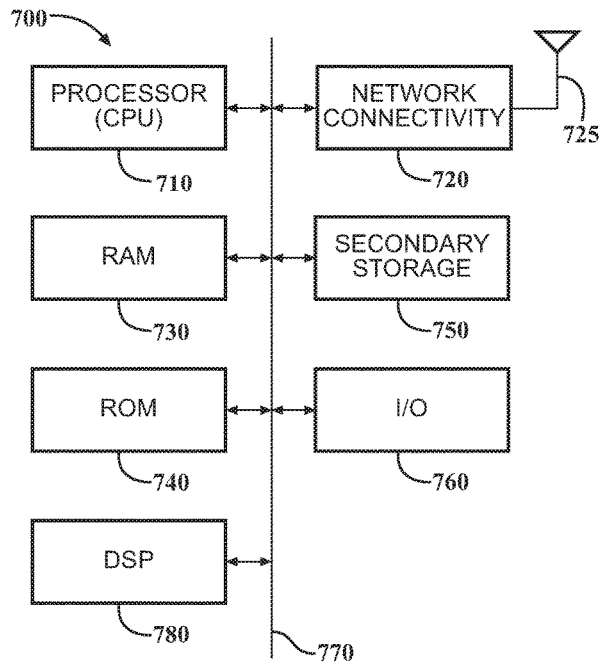 700
PROCESSOR
(CPU)
710
NETWORK
CONNECTIVITY
720
725
RAM
730
SECONDARY
STORAGE
750
ROM
740
I/O
760
DSP
780
770